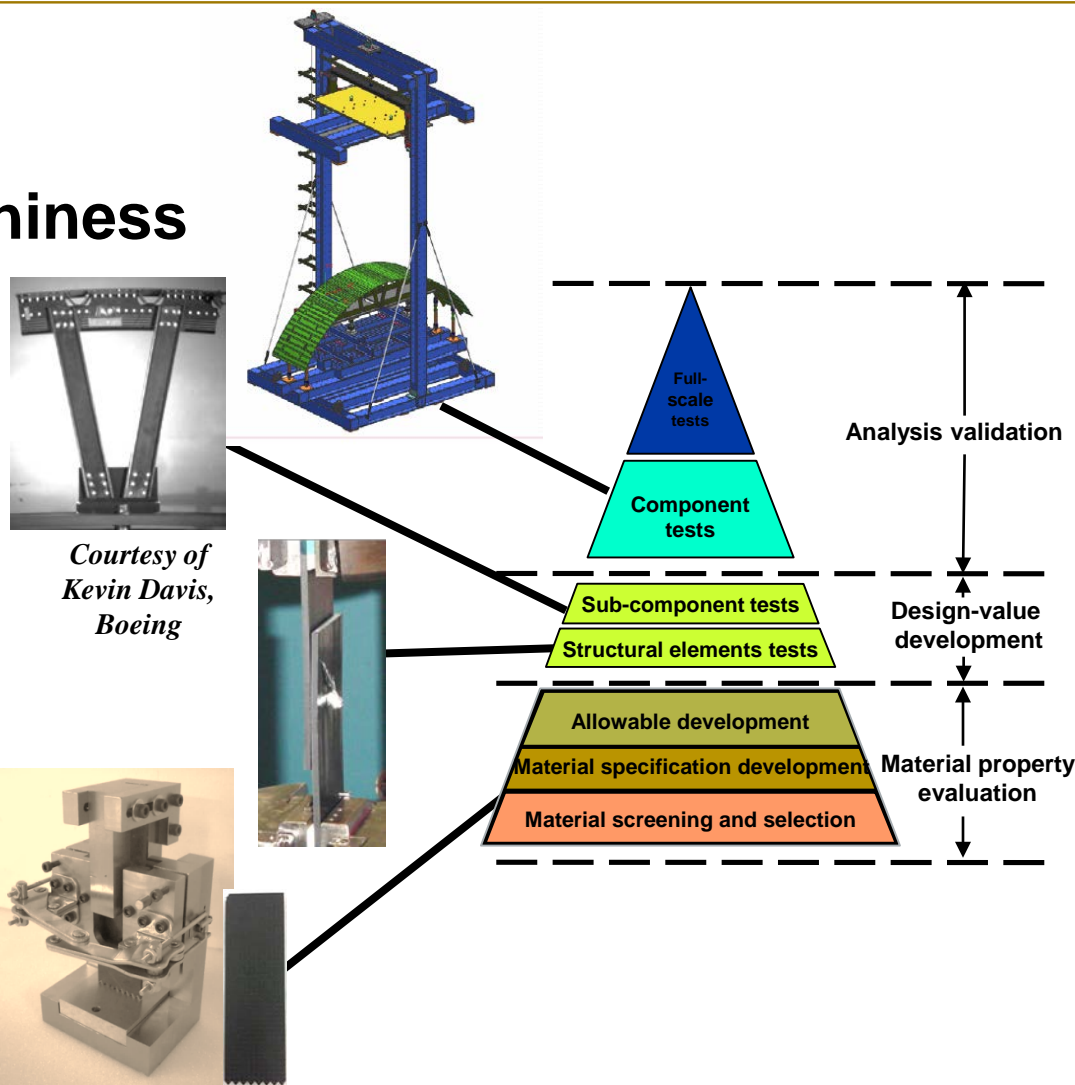 hiness
Courtesy of
Kevin Davis,
Boeing
Full-
scale
tests
Component
tests
Sub-component tests
Structural elements tests
Allowable development
Material specification development
Material screening and selection
Analysis validation
Design-value
development
Material property
evaluation